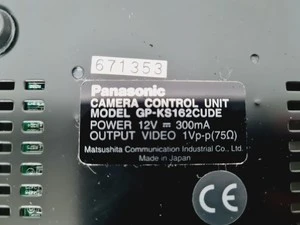 671353
Panasonic
CAMERA CONTROL UNIT
MODEL GP-KS162CUDE
POWER 12V ⎓ 300mA
OUTPUT VIDEO 1Vp-p(75Ω)
Matsushita Communication Industrial Co., Ltd.
Made in Japan
CE